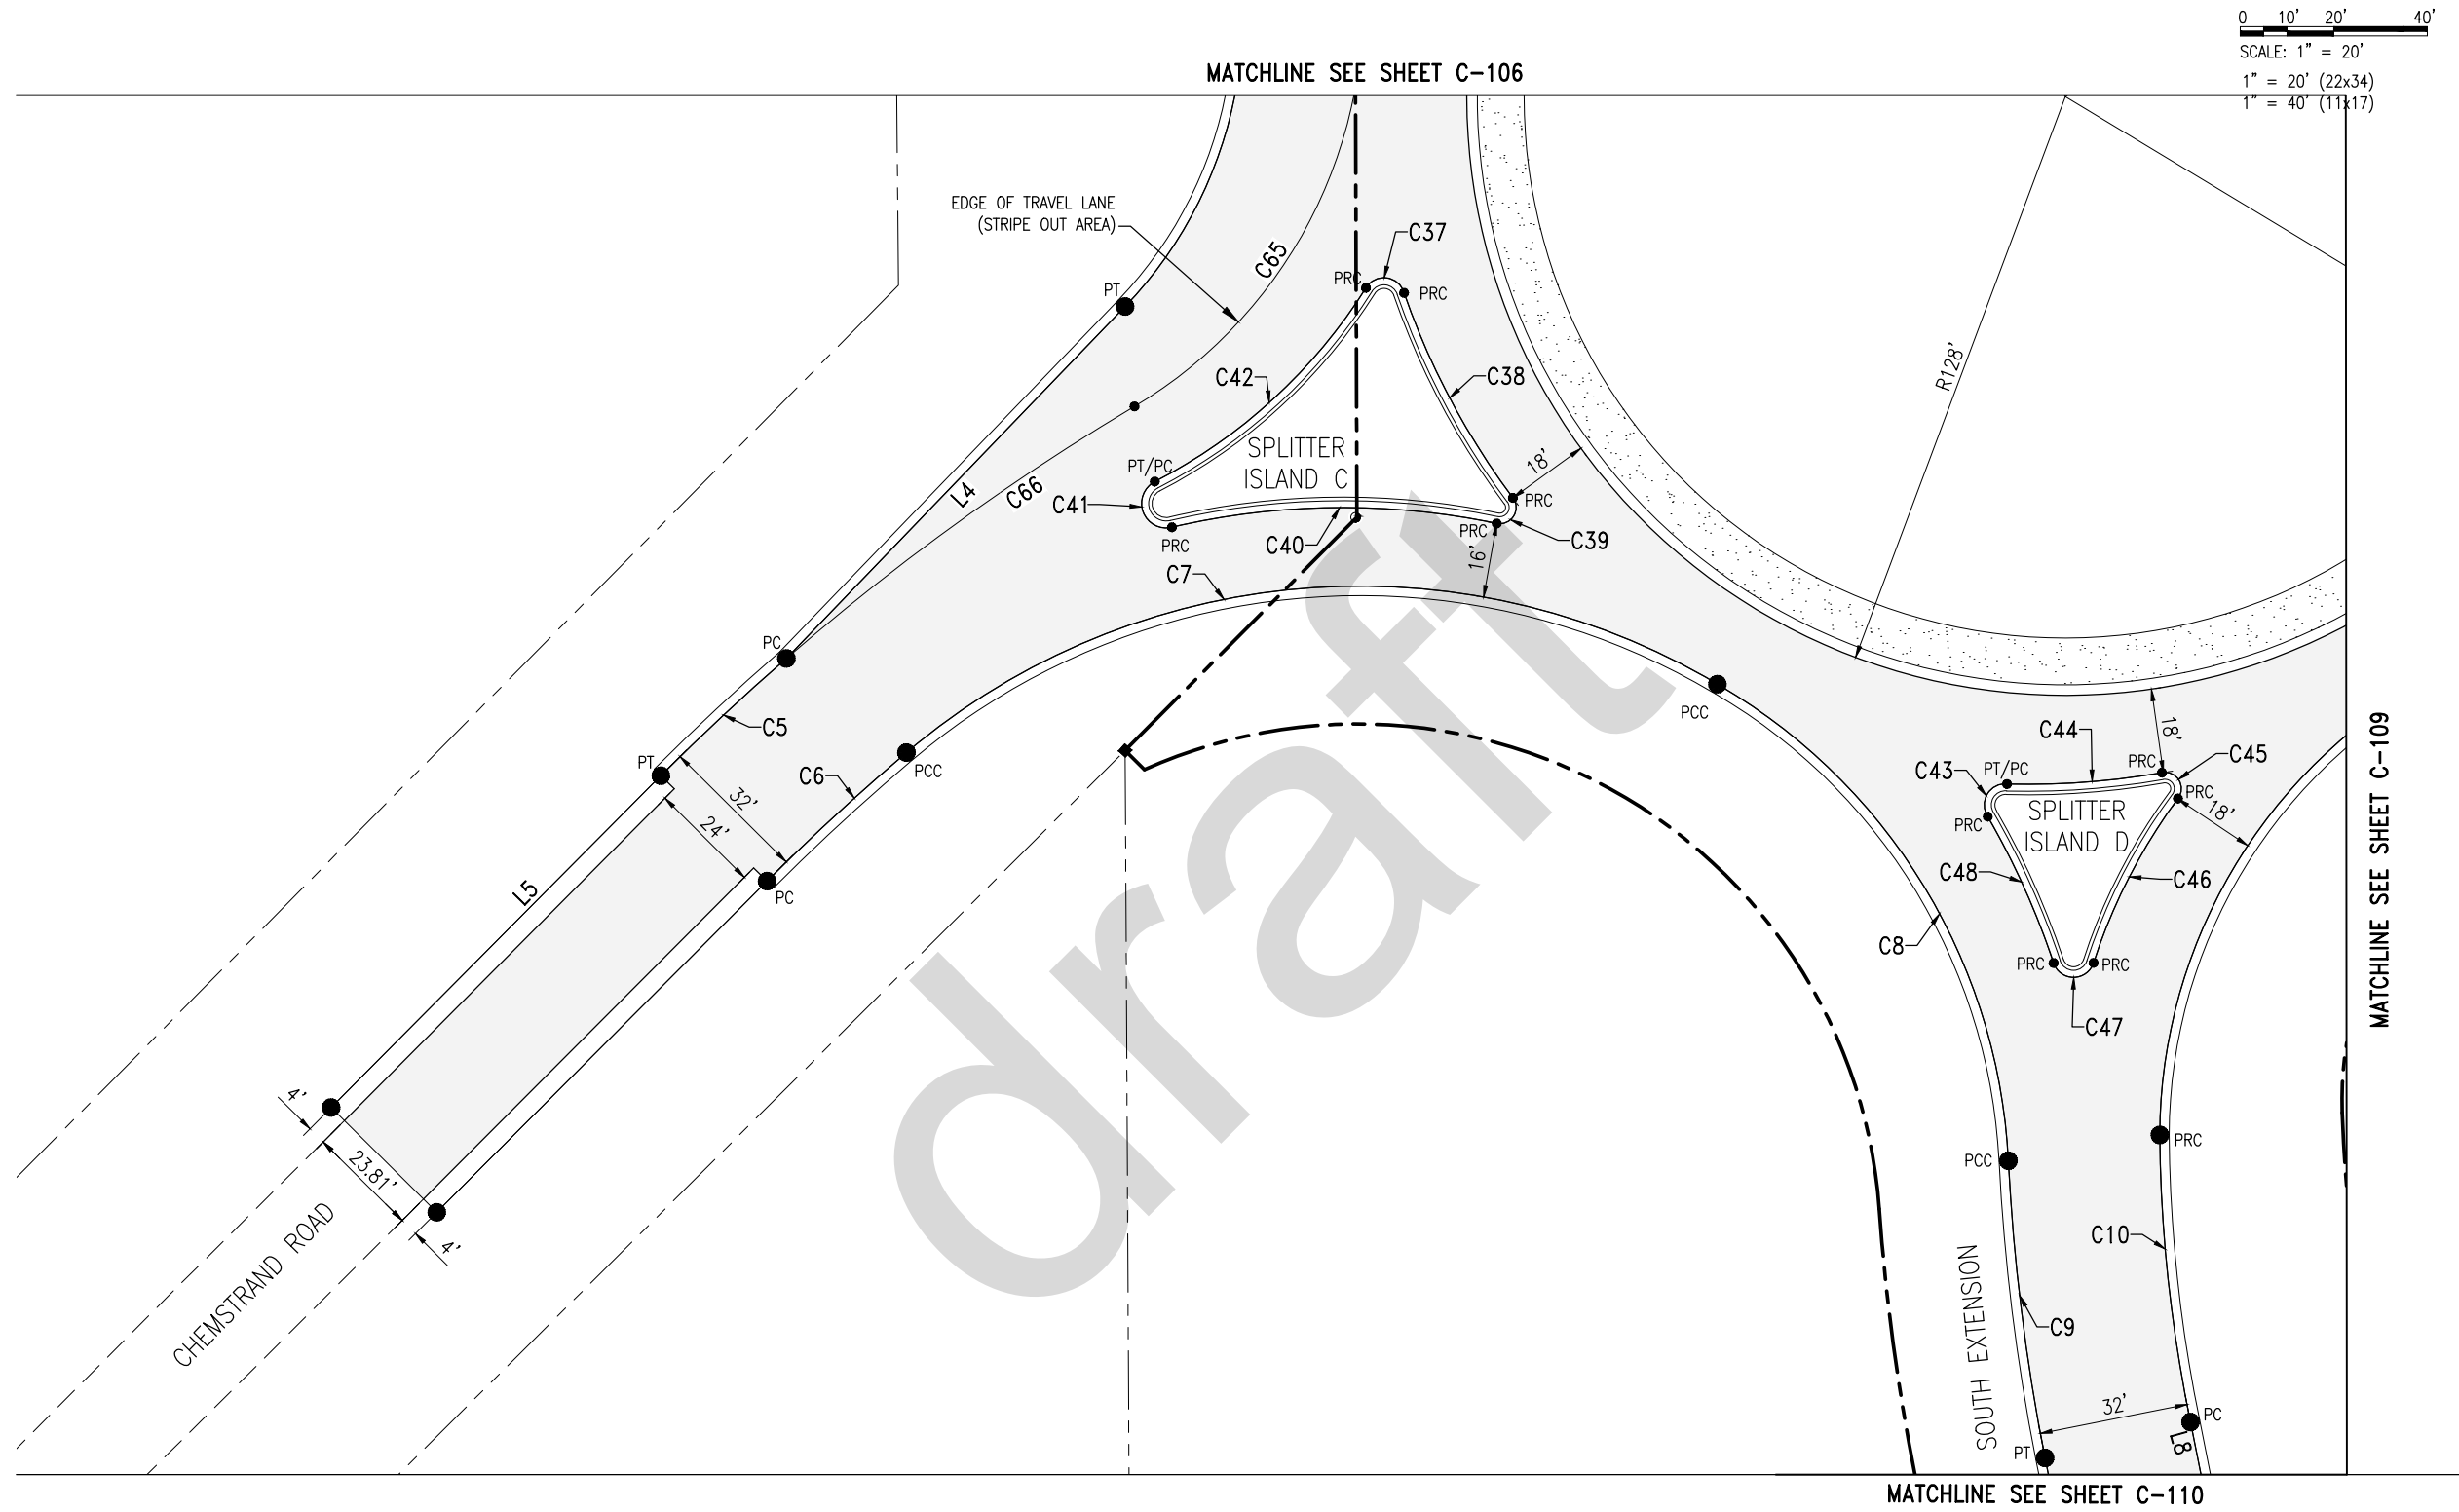 0 10' 20' 40'
SCALE: 1" = 20'
1" = 20' (22x34)
1" = 40' (11x17)
MATCHLINE SEE SHEET C-106
EDGE OF TRAVEL LANE
(STRIPE OUT AREA)
C65
C37
PRC
PRC
PT
R128'
C42
C38
SPLITTER
ISLAND C
18'
PT/PC
L4
C66
C41
PRC
PRC
PRC
C40
C39
16'
C7
PC
C5
PT
PCC
C6
PCC
32'
24'
PC
18'
C44
C45
PRC
C43
PT/PC
PRC
18'
SPLITTER
ISLAND D
PRC
C48
C46
L5
C8
PRC
PRC
C47
MATCHLINE SEE SHEET C-109
4'
23.81'
4'
CHEMSTRAND ROAD
PRC
PCC
C10
SOUTH EXTENSION
C9
32'
PC
L8
PT
MATCHLINE SEE SHEET C-110
draft